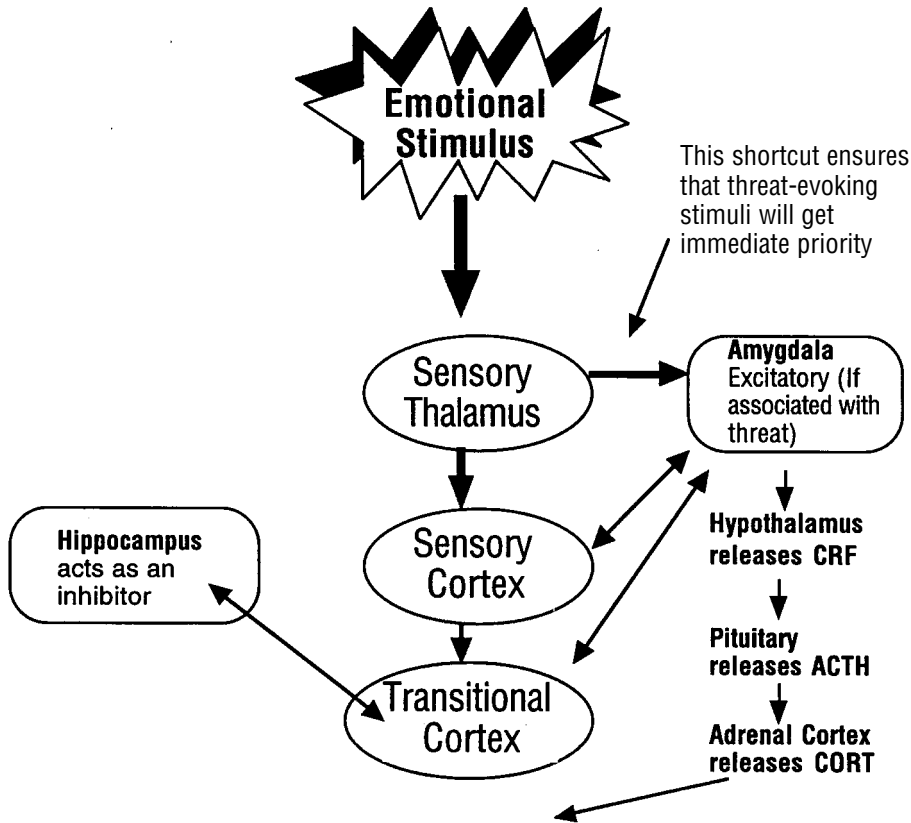 Emotional
Stimulus
This shortcut ensures
that threat-evoking
stimuli will get
immediate priority
Sensory
Thalamus
Amygdala
Excitatory (If
associated with
threat)
Hippocampus
acts as an
inhibitor
Sensory
Cortex
Hypothalamus
releases CRF
Pituitary
releases ACTH
Transitional
Cortex
Adrenal Cortex
releases CORT